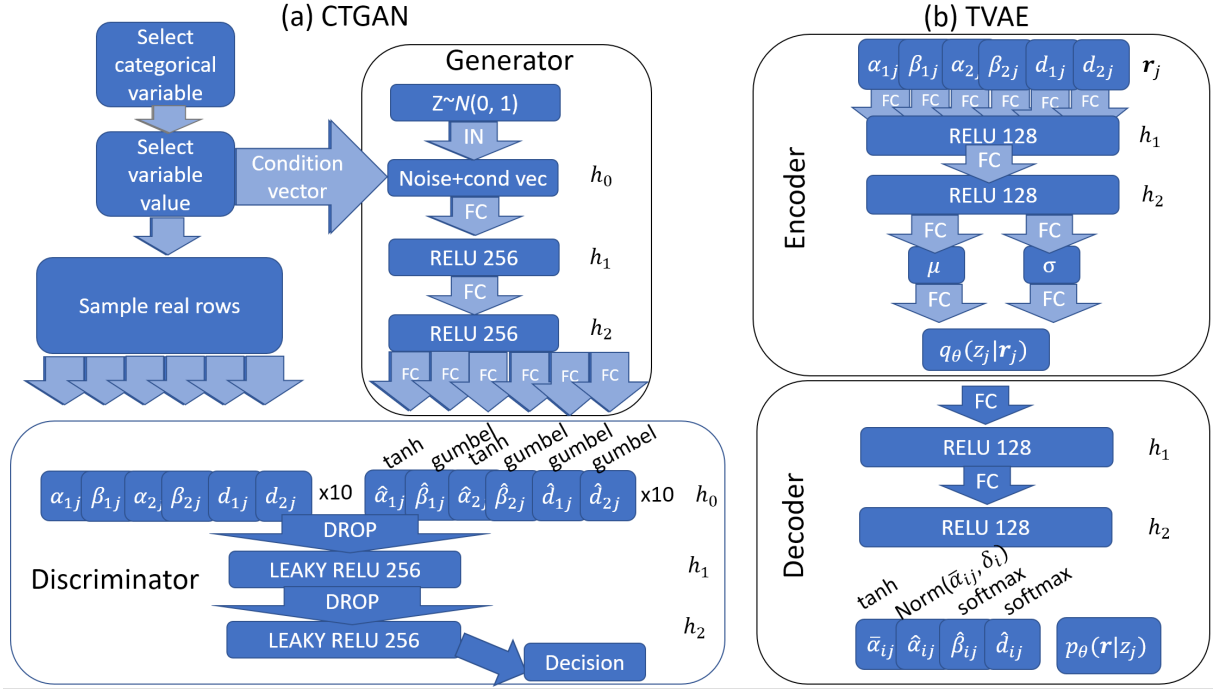 (a) CTGAN
Select
categorical
variable
Select
variable
value
Condition
vector
Sample real rows
Generator
Z~N(0, 1)
IN
Noise+cond vec
h₀
FC
RELU 256
h₁
FC
RELU 256
h₂
FC FC FC FC FC FC
tanh gumbel tanh gumbel gumbel gumbel
α₁ⱼ β₁ⱼ α₂ⱼ β₂ⱼ d₁ⱼ d₂ⱼ x10
α̂₁ⱼ β̂₁ⱼ α̂₂ⱼ β̂₂ⱼ d̂₁ⱼ d̂₂ⱼ x10
h₀
DROP
Discriminator
LEAKY RELU 256
h₁
DROP
LEAKY RELU 256
h₂
Decision
(b) TVAE
Encoder
α₁ⱼ β₁ⱼ α₂ⱼ β₂ⱼ d₁ⱼ d₂ⱼ rⱼ
FC FC FC FC FC FC
RELU 128
h₁
FC
RELU 128
h₂
FC FC
μ σ
FC FC
q_θ(zⱼ|rⱼ)
Decoder
FC
RELU 128
h₁
FC
RELU 128
h₂
tanh Norm(ᾱᵢⱼ, δᵢ) softmax softmax
ᾱᵢⱼ α̂ᵢⱼ β̂ᵢⱼ d̂ᵢⱼ
p_θ(r|zⱼ)